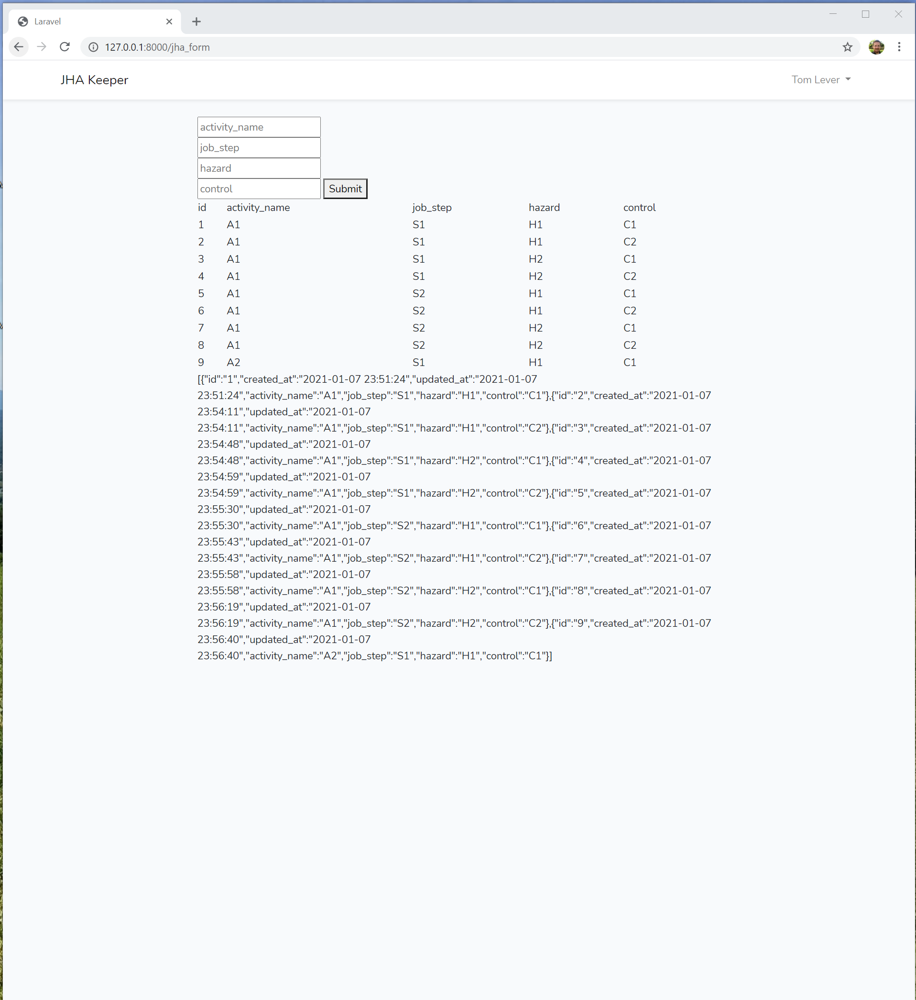 Laravel
127.0.0.1:8000/jha_form
JHA Keeper
Tom Lever
activity_name
job_step
hazard
control
Submit
id activity_name job_step hazard control
1 A1 S1 H1 C1
2 A1 S1 H1 C2
3 A1 S1 H2 C1
4 A1 S1 H2 C2
5 A1 S2 H1 C1
6 A1 S2 H1 C2
7 A1 S2 H2 C1
8 A1 S2 H2 C2
9 A2 S1 H1 C1
[{"id":"1","created_at":"2021-01-07 23:51:24","updated_at":"2021-01-07
23:51:24","activity_name":"A1","job_step":"S1","hazard":"H1","control":"C1"},{"id":"2","created_at":"2021-01-07
23:54:11","updated_at":"2021-01-07
23:54:11","activity_name":"A1","job_step":"S1","hazard":"H1","control":"C2"},{"id":"3","created_at":"2021-01-07
23:54:48","updated_at":"2021-01-07
23:54:48","activity_name":"A1","job_step":"S1","hazard":"H2","control":"C1"},{"id":"4","created_at":"2021-01-07
23:54:59","updated_at":"2021-01-07
23:54:59","activity_name":"A1","job_step":"S1","hazard":"H2","control":"C2"},{"id":"5","created_at":"2021-01-07
23:55:30","updated_at":"2021-01-07
23:55:30","activity_name":"A1","job_step":"S2","hazard":"H1","control":"C1"},{"id":"6","created_at":"2021-01-07
23:55:43","updated_at":"2021-01-07
23:55:43","activity_name":"A1","job_step":"S2","hazard":"H1","control":"C2"},{"id":"7","created_at":"2021-01-07
23:55:58","updated_at":"2021-01-07
23:55:58","activity_name":"A1","job_step":"S2","hazard":"H2","control":"C1"},{"id":"8","created_at":"2021-01-07
23:56:19","updated_at":"2021-01-07
23:56:19","activity_name":"A1","job_step":"S2","hazard":"H2","control":"C2"},{"id":"9","created_at":"2021-01-07
23:56:40","updated_at":"2021-01-07
23:56:40","activity_name":"A2","job_step":"S1","hazard":"H1","control":"C1"}]